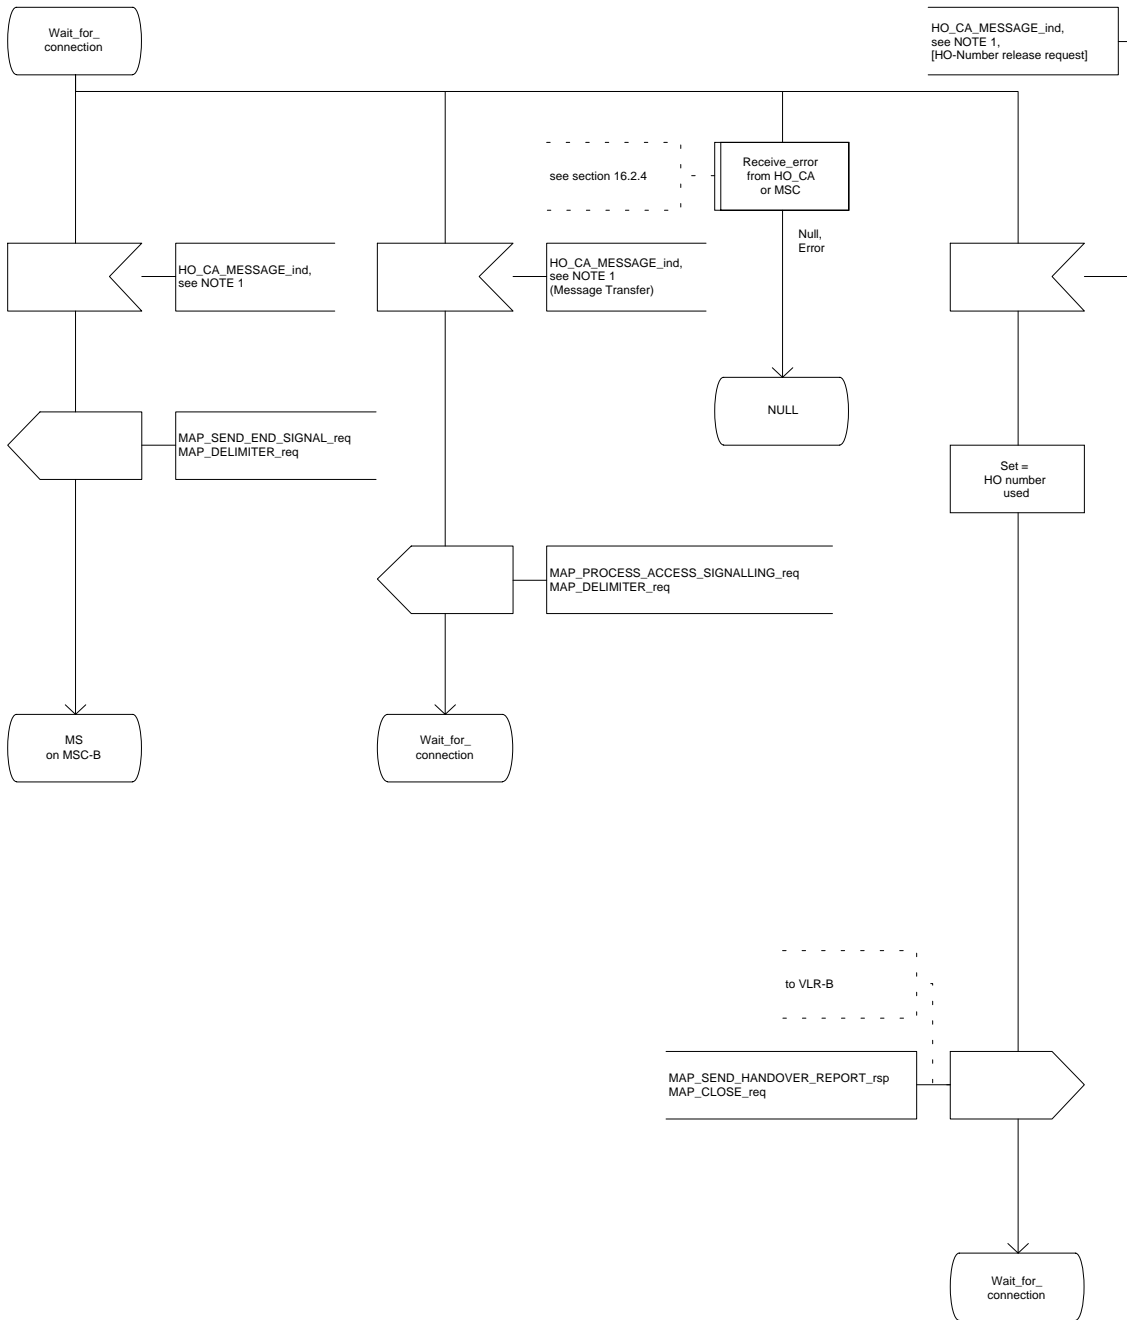 Wait_for_
connection
HO_CA_MESSAGE_ind,
see NOTE 1,
[HO-Number release request]
see section 16.2.4
Receive_error
from HO_CA
or MSC
Null,
Error
HO_CA_MESSAGE_ind,
see NOTE 1
HO_CA_MESSAGE_ind,
see NOTE 1
(Message Transfer)
NULL
MAP_SEND_END_SIGNAL_req
MAP_DELIMITER_req
Set =
HO number
used
MAP_PROCESS_ACCESS_SIGNALLING_req
MAP_DELIMITER_req
MS
on MSC-B
Wait_for_
connection
to VLR-B
MAP_SEND_HANDOVER_REPORT_rsp
MAP_CLOSE_req
Wait_for_
connection